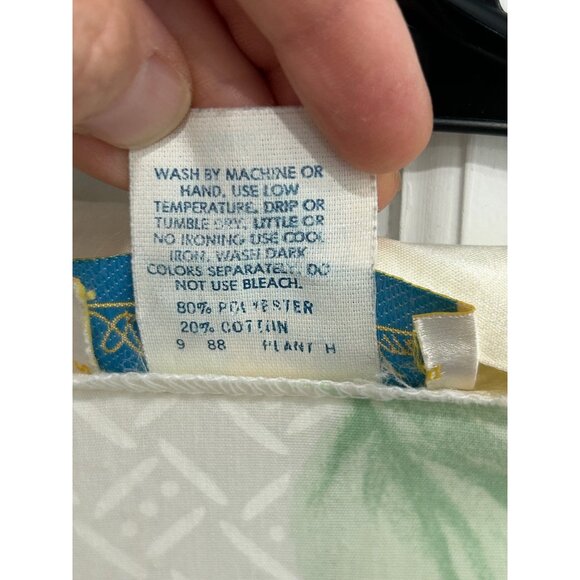 WASH BY MACHINE OR
HAND. USE LOW
TEMPERATURE. DRIP OR
TUMBLE DRY. LITTLE OR
NO IRONING USE COOL
IRON. WASH DARK
COLORS SEPARATELY. DO
NOT USE BLEACH.
80% POLYESTER
20% COTTON
9 88 PLANT H